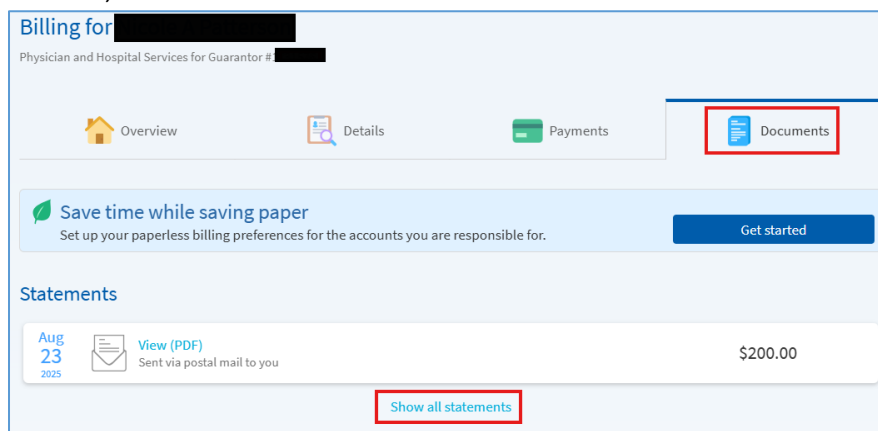 Billing for
Physician and Hospital Services for Guarantor #
Overview Details Payments Documents
Save time while saving paper
Set up your paperless billing preferences for the accounts you are responsible for.
Get started
Statements
Aug
23
2025
View (PDF)
Sent via postal mail to you
$200.00
Show all statements